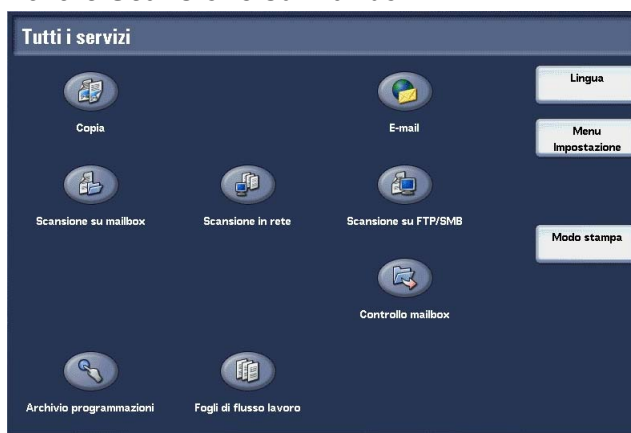 Tutti i servizi
Copia
E-mail
Lingua
Menu
Impostazione
Scansione su mailbox
Scansione in rete
Scansione su FTP/SMB
Modo stampa
Controllo mailbox
Archivio programmazioni
Fogli di flusso lavoro